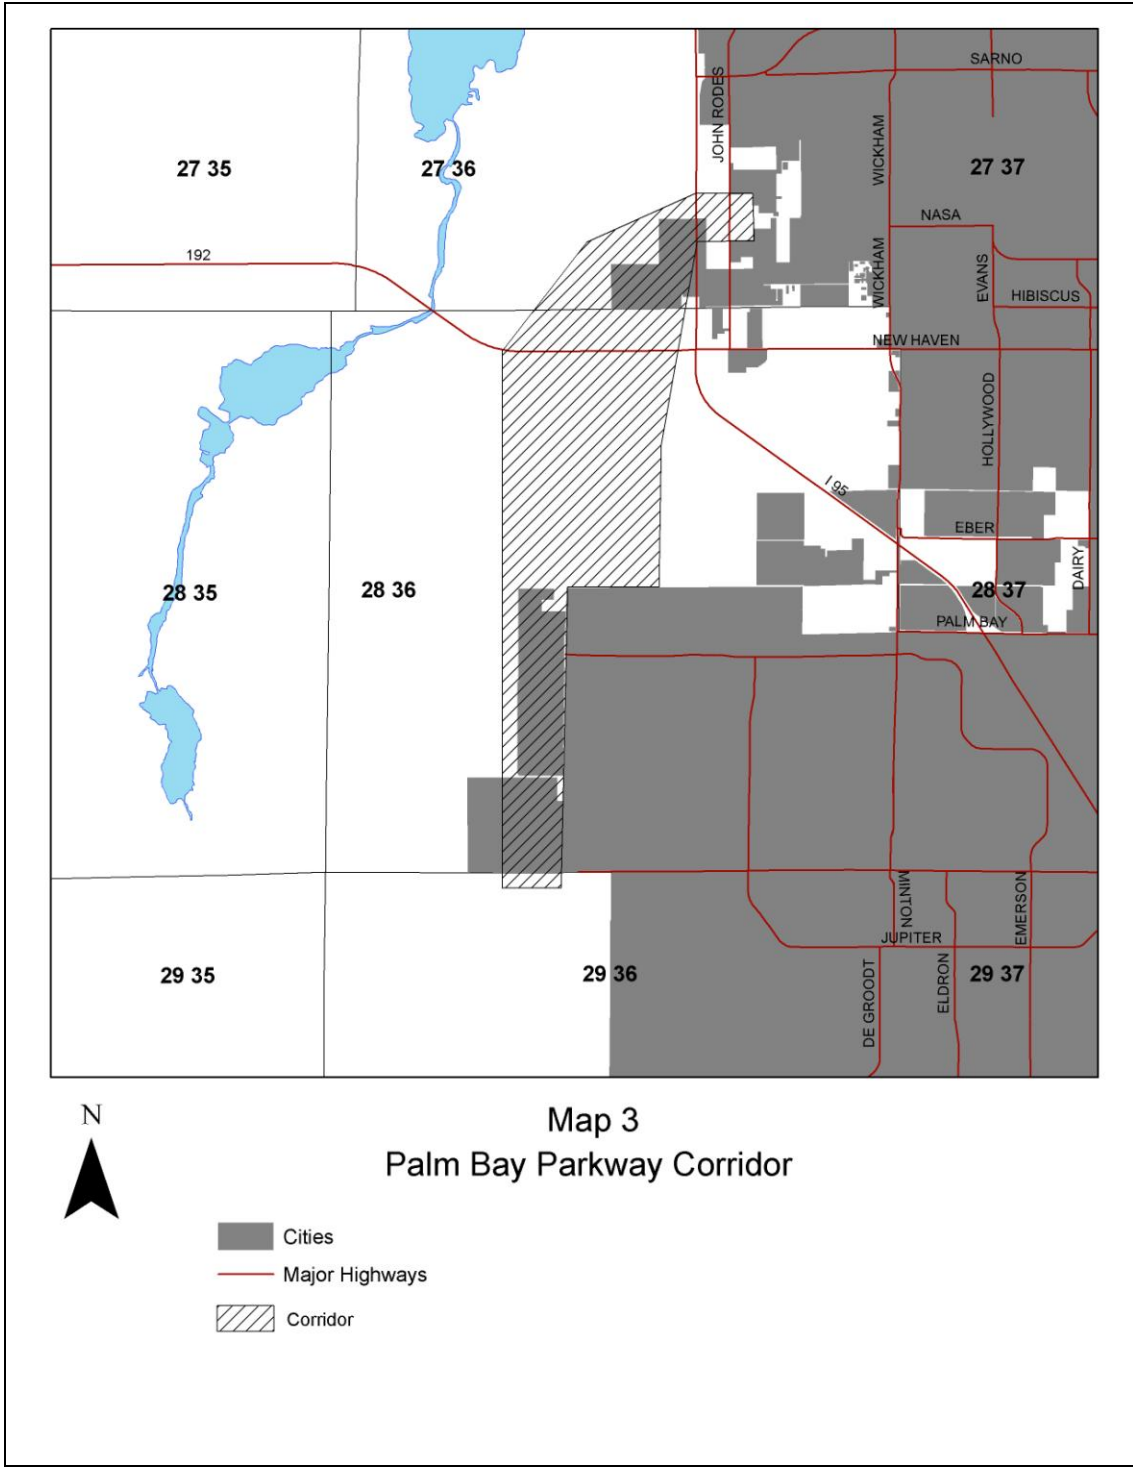 SARNO
JOHN RODES
WICKHAM
27 35
27 36
27 37
NASA
192
WICKHAM
EVANS
HIBISCUS
NEW HAVEN
HOLLYWOOD
I 95
EBER
DAIRY
28 35
28 36
28 37
PALM BAY
MINTON
EMERSON
JUPITER
29 35
29 36
DE GROODT
ELDRON
29 37
N
Map 3
Palm Bay Parkway Corridor
Cities
Major Highways
Corridor